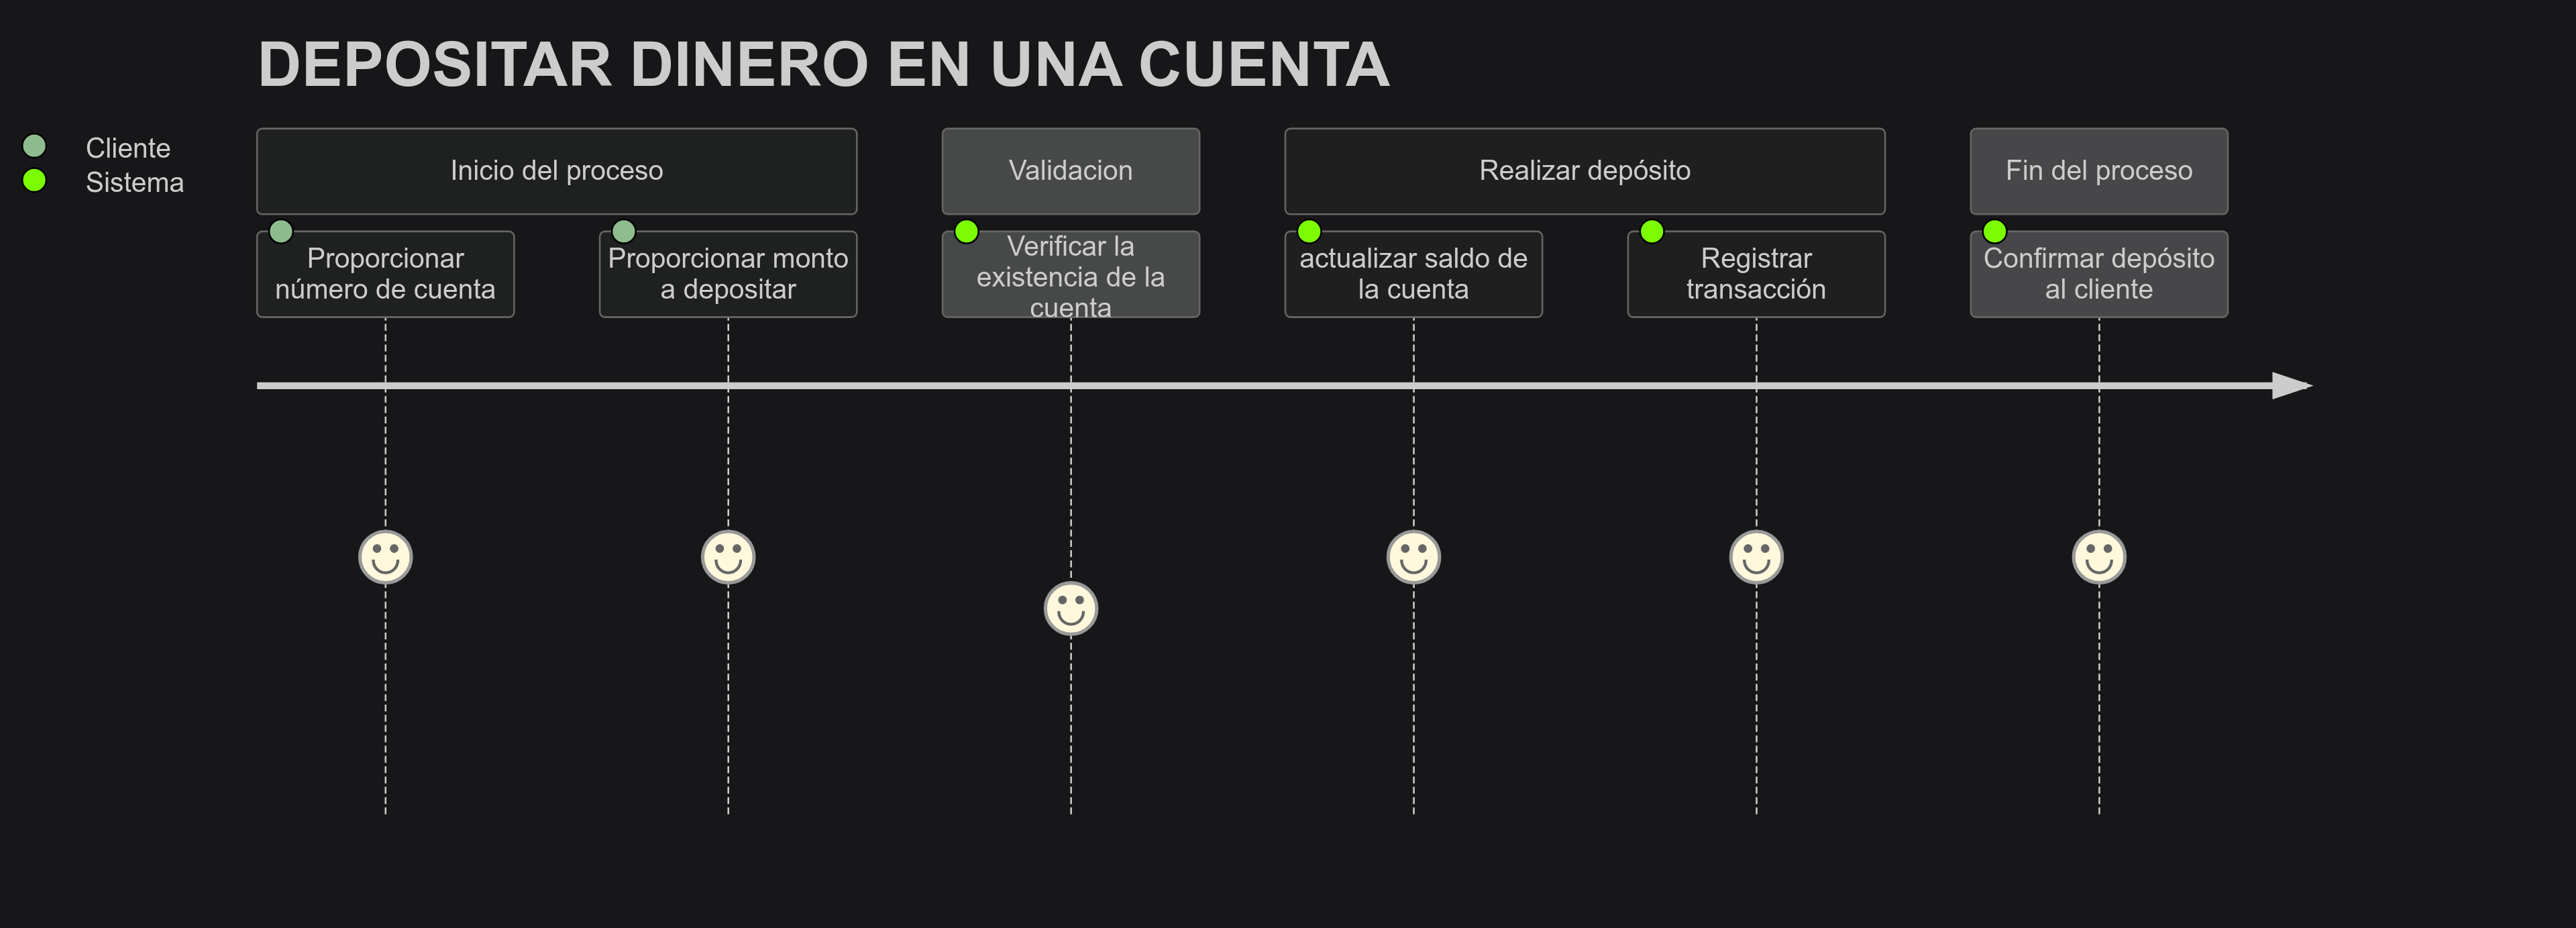 DEPOSITAR DINERO EN UNA CUENTA
Cliente
Sistema
Inicio del proceso
Validacion
Realizar depósito
Fin del proceso
Proporcionar
número de cuenta
Proporcionar monto
a depositar
Verificar la
existencia de la
cuenta
actualizar saldo de
la cuenta
Registrar
transacción
Confirmar depósito
al cliente